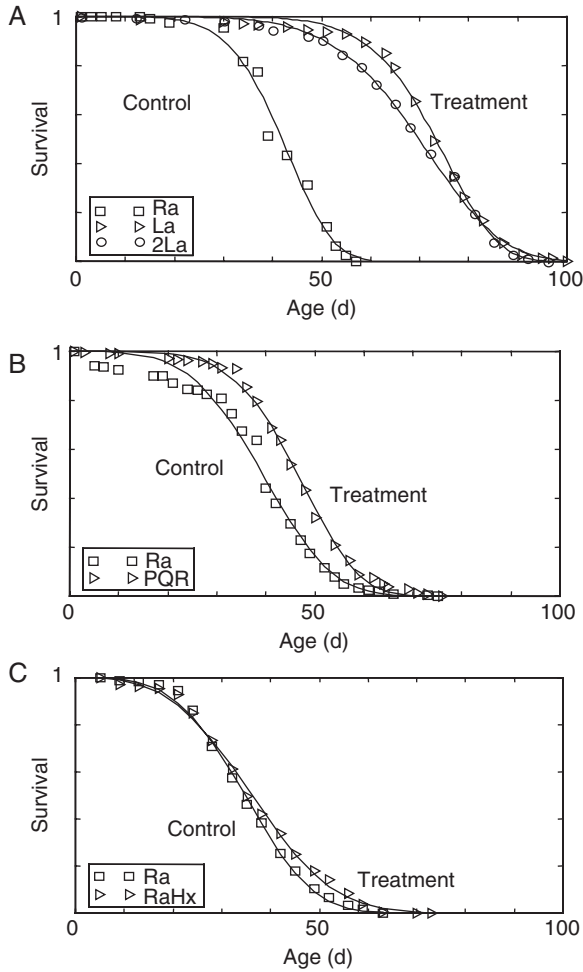 A
1
Survival
Control
Treatment
Ra
La
2La
0
50
100
Age (d)
B
1
Survival
Control
Treatment
Ra
PQR
0
50
100
Age (d)
C
1
Survival
Control
Treatment
Ra
RaHx
0
50
100
Age (d)